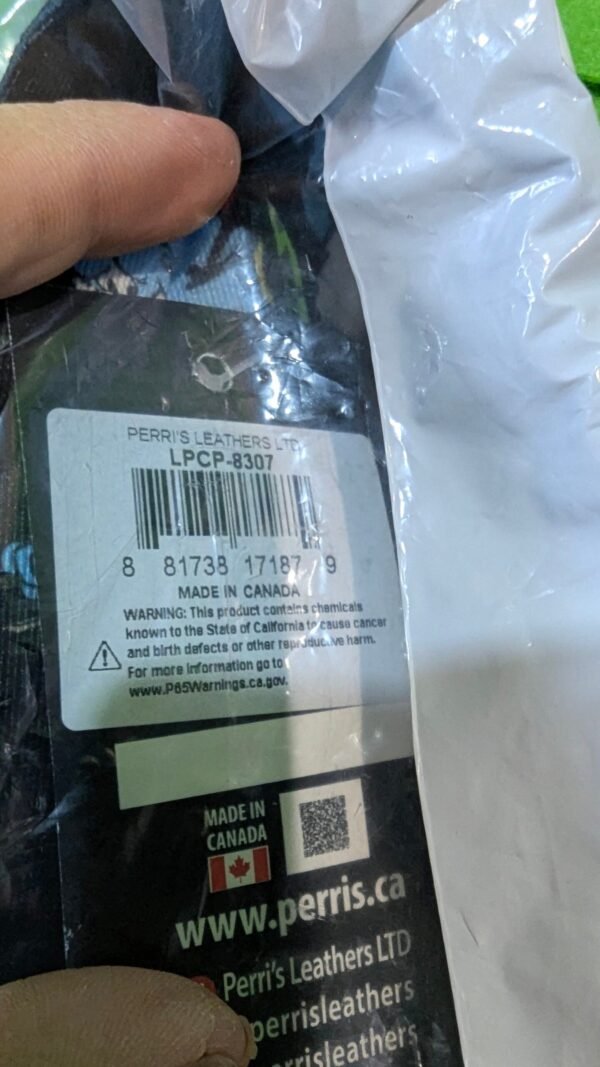 PERRI'S LEATHERS LTD.
LPCP-8307
8 81738 17187 9
MADE IN CANADA
WARNING: This product contains chemicals
known to the State of California to cause cancer
and birth defects or other reproductive harm.
For more information go to
www.P65Warnings.ca.gov.
MADE IN
CANADA
www.perris.ca
Perri's Leathers LTD
perrisleathers
perrisleathers